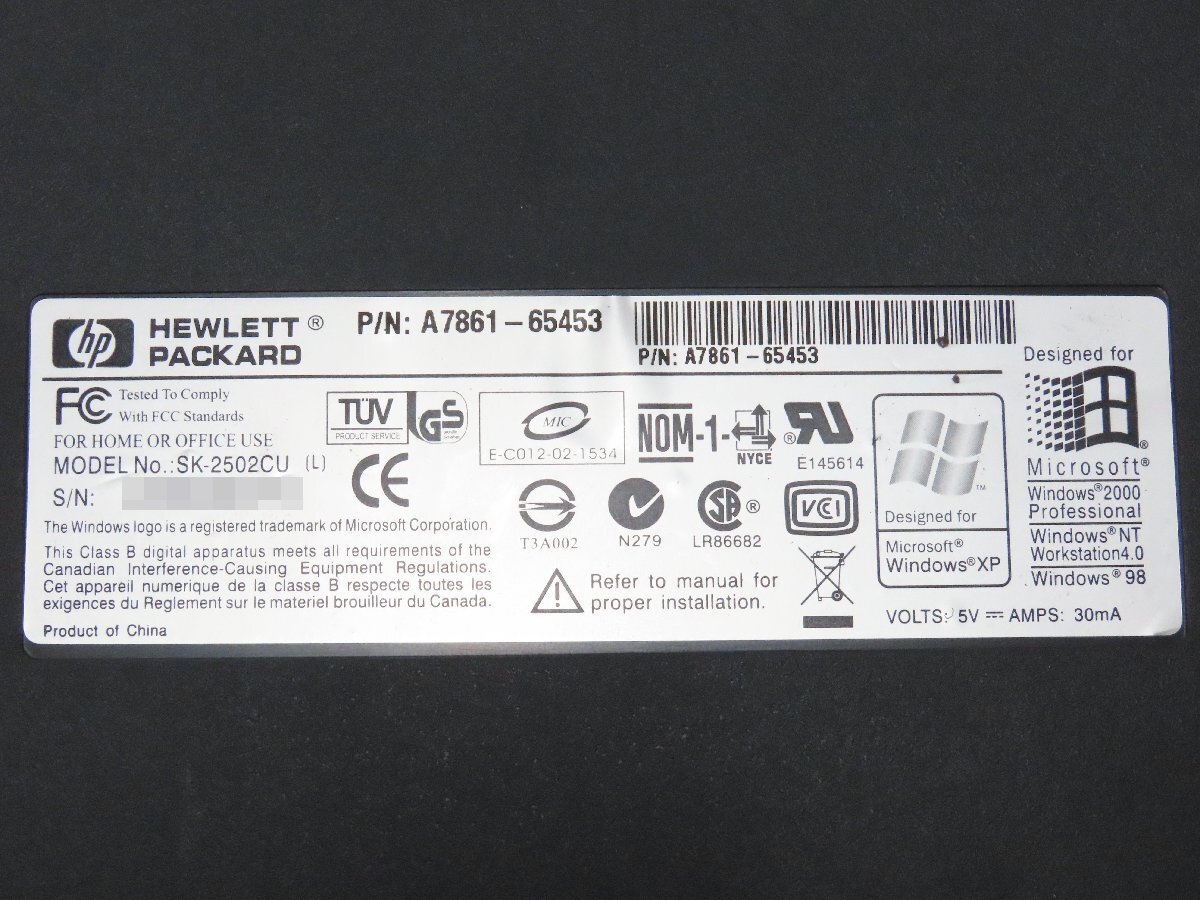 hp HEWLETT®
PACKARD
P/N: A7861-65453
P/N: A7861-65453
FC Tested To Comply
With FCC Standards
FOR HOME OR OFFICE USE
MODEL No.:SK-2502CU (L)
S/N:
The Windows logo is a registered trademark of Microsoft Corporation.
This Class B digital apparatus meets all requirements of the
Canadian Interference-Causing Equipment Regulations.
Cet appareil numerique de la classe B respecte toutes les
exigences du Reglement sur le materiel brouilleur du Canada.
Product of China
TÜV
PRODUCT SERVICE
GS
CE
MIC
E-C012-02-1534
NOM-1-
NYCE
®
E145614
T3A002
N279
SA®
LR86682
VCI
Refer to manual for
proper installation.
TM
Designed for
Microsoft®
Windows®XP
Designed for
®
Microsoft®
Windows®2000
Professional
Windows®NT
Workstation4.0
Windows®98
VOLTS: 5V ⎓ AMPS: 30mA